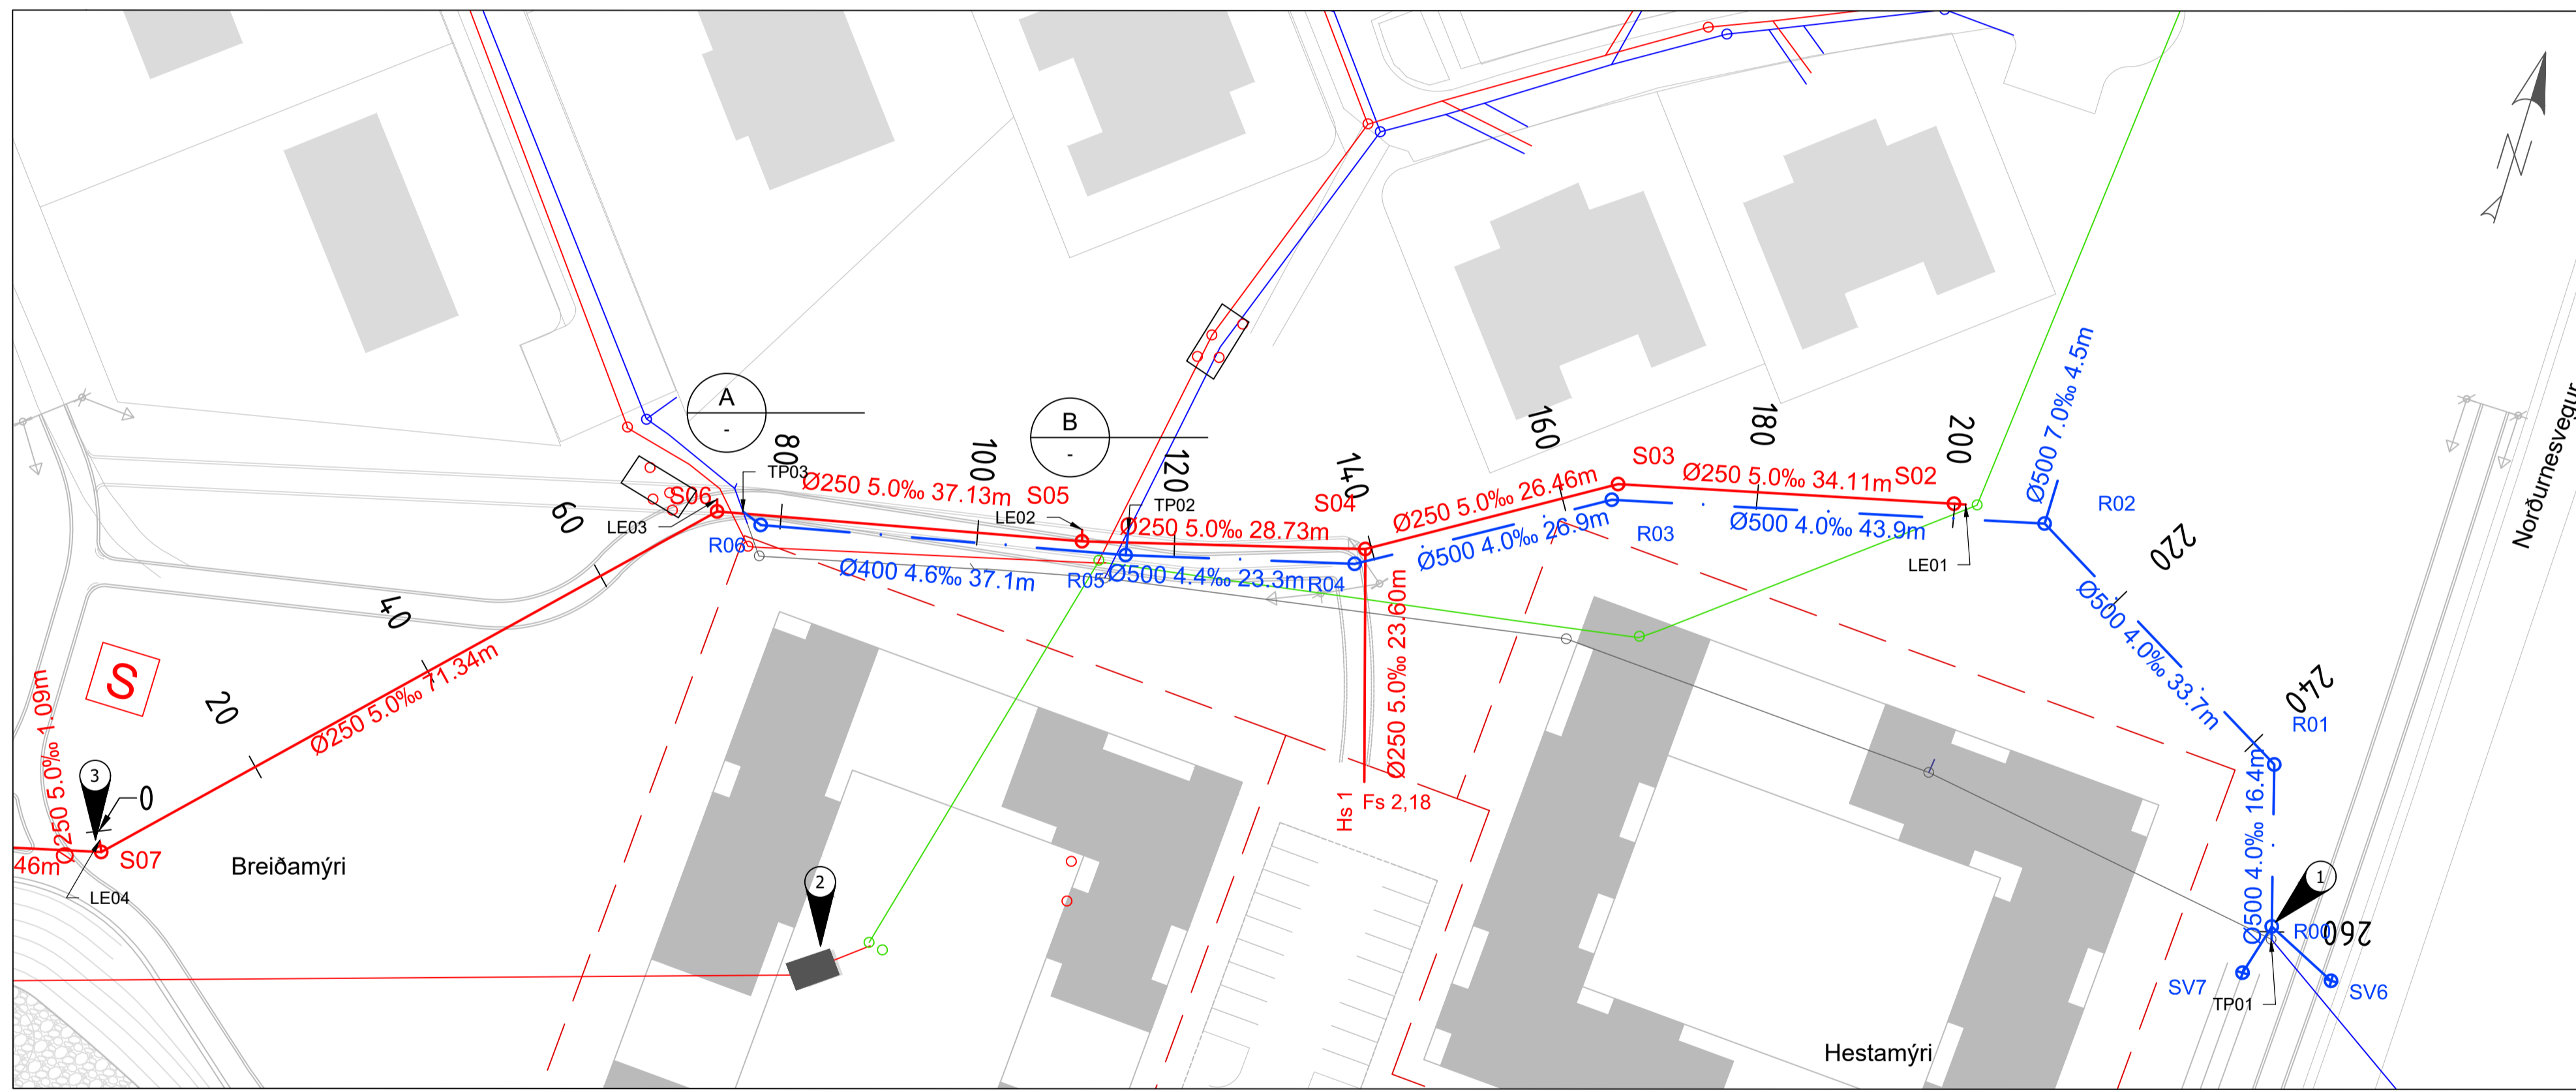 A
-
B
-
80
100
120
140
160
180
200
220
240
260
60
40
20
0
TP03
S06
LE03
R06
Ø250 5.0‰ 37.13m
S05
LE02
TP02
Ø250 5.0‰ 28.73m
S04
Ø250 5.0‰ 26.46m
S03
Ø250 5.0‰ 34.11m
S02
Ø500 7.0‰ 4.5m
R02
Norðurnesvegur
Ø400 4.6‰ 37.1m
R05
Ø500 4.4‰ 23.3m
R04
Ø500 4.0‰ 26.9m
R03
Ø500 4.0‰ 43.9m
LE01
Ø500 4.0‰ 33.7m
R01
Ø250 5.0‰ 23.60m
Hs 1
Fs 2,18
S
Ø250 5.0‰ 71.34m
Ø250 5.0‰ 1.09m
3
46m
S07
LE04
Breiðamýri
2
Ø500 4.0‰ 16.4m
1
R00
SV7
TP01
SV6
Hestamýri